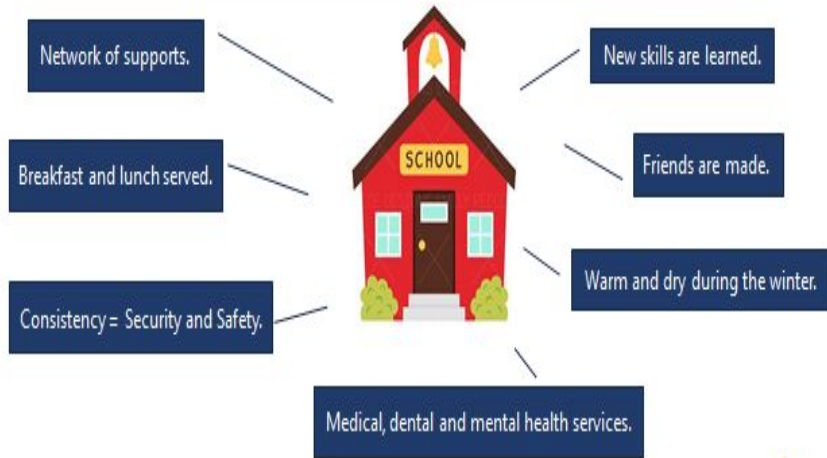 Network of supports.
New skills are learned.
SCHOOL
Breakfast and lunch served.
Friends are made.
Warm and dry during the winter.
Consistency = Security and Safety.
Medical, dental and mental health services.